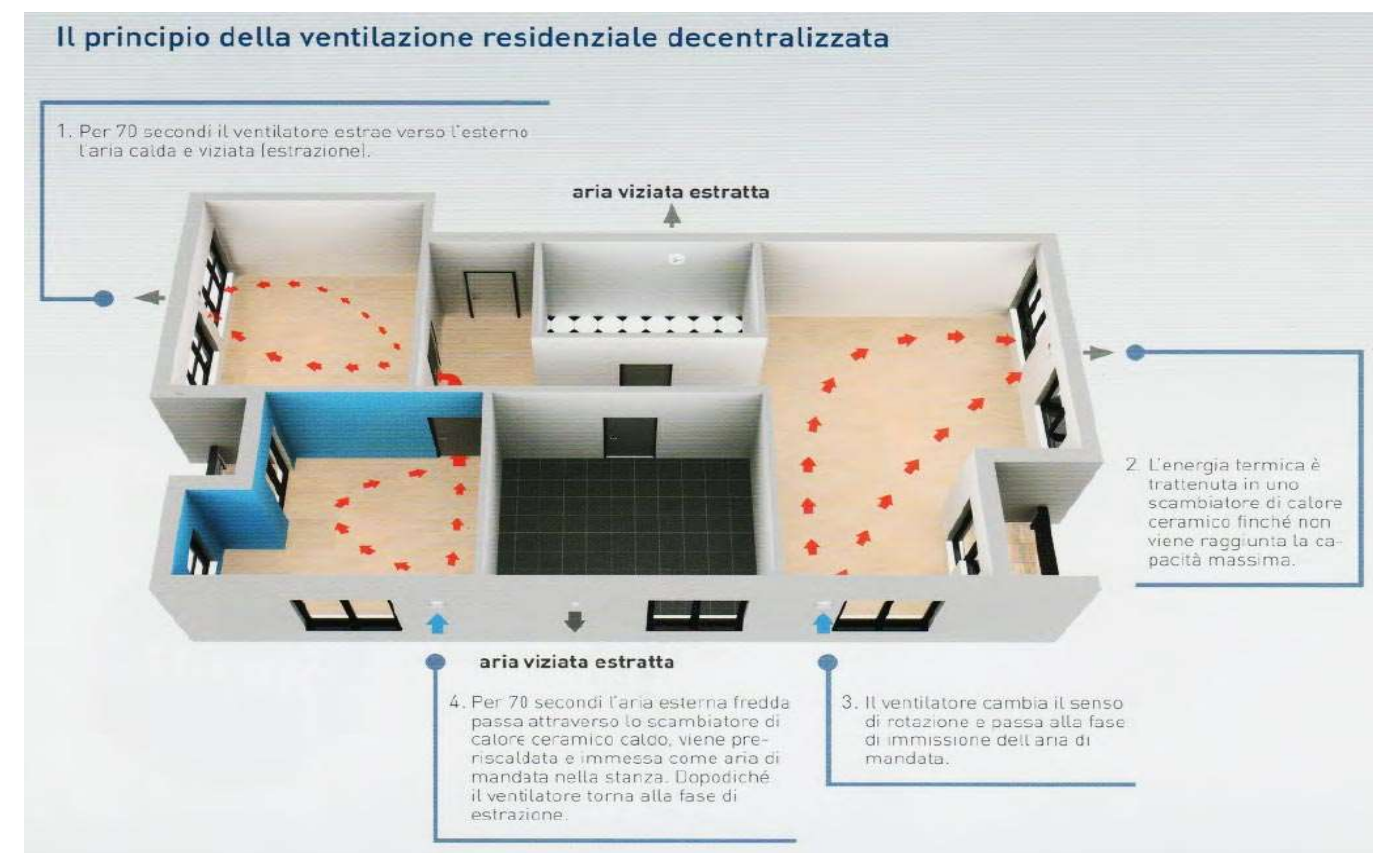 Il principio della ventilazione residenziale decentralizzata
1. Per 70 secondi il ventilatore estrae verso l'esterno
l'aria calda e viziata (estrazione).
aria viziata estratta
2. L'energia termica è
trattenuta in uno
scambiatore di calore
ceramico finché non
viene raggiunta la ca-
pacità massima.
aria viziata estratta
4. Per 70 secondi l'aria esterna fredda
passa attraverso lo scambiatore di
calore ceramico caldo, viene pre-
riscaldata e immessa come aria di
mandata nella stanza. Dopodiché
il ventilatore torna alla fase di
estrazione.
3. Il ventilatore cambia il senso
di rotazione e passa alla fase
di immissione dell'aria di
mandata.